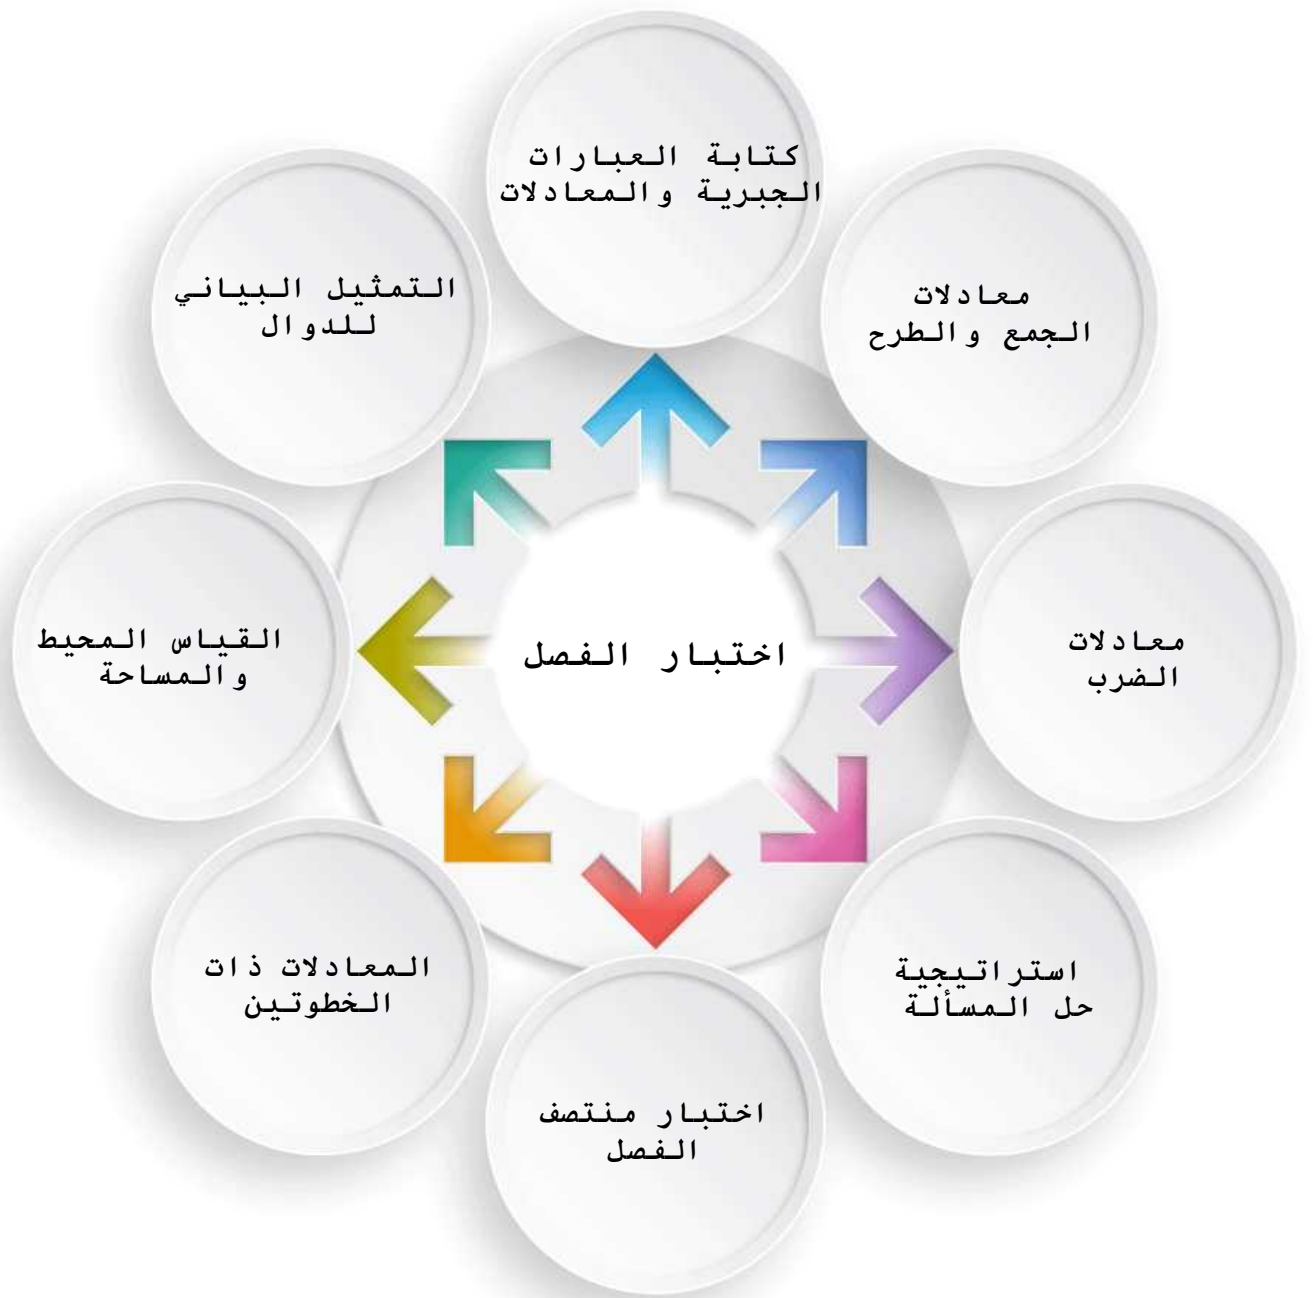 كتابة العبارات
الجبرية والمعادلات
معادلات
الجمع والطرح
معادلات
الضرب
استراتيجية
حل المسألة
اختبار منتصف
الفصل
المعادلات ذات
الخطوتين
القياس المحيط
والمساحة
التمثيل البياني
للدوال
اختبار الفصل